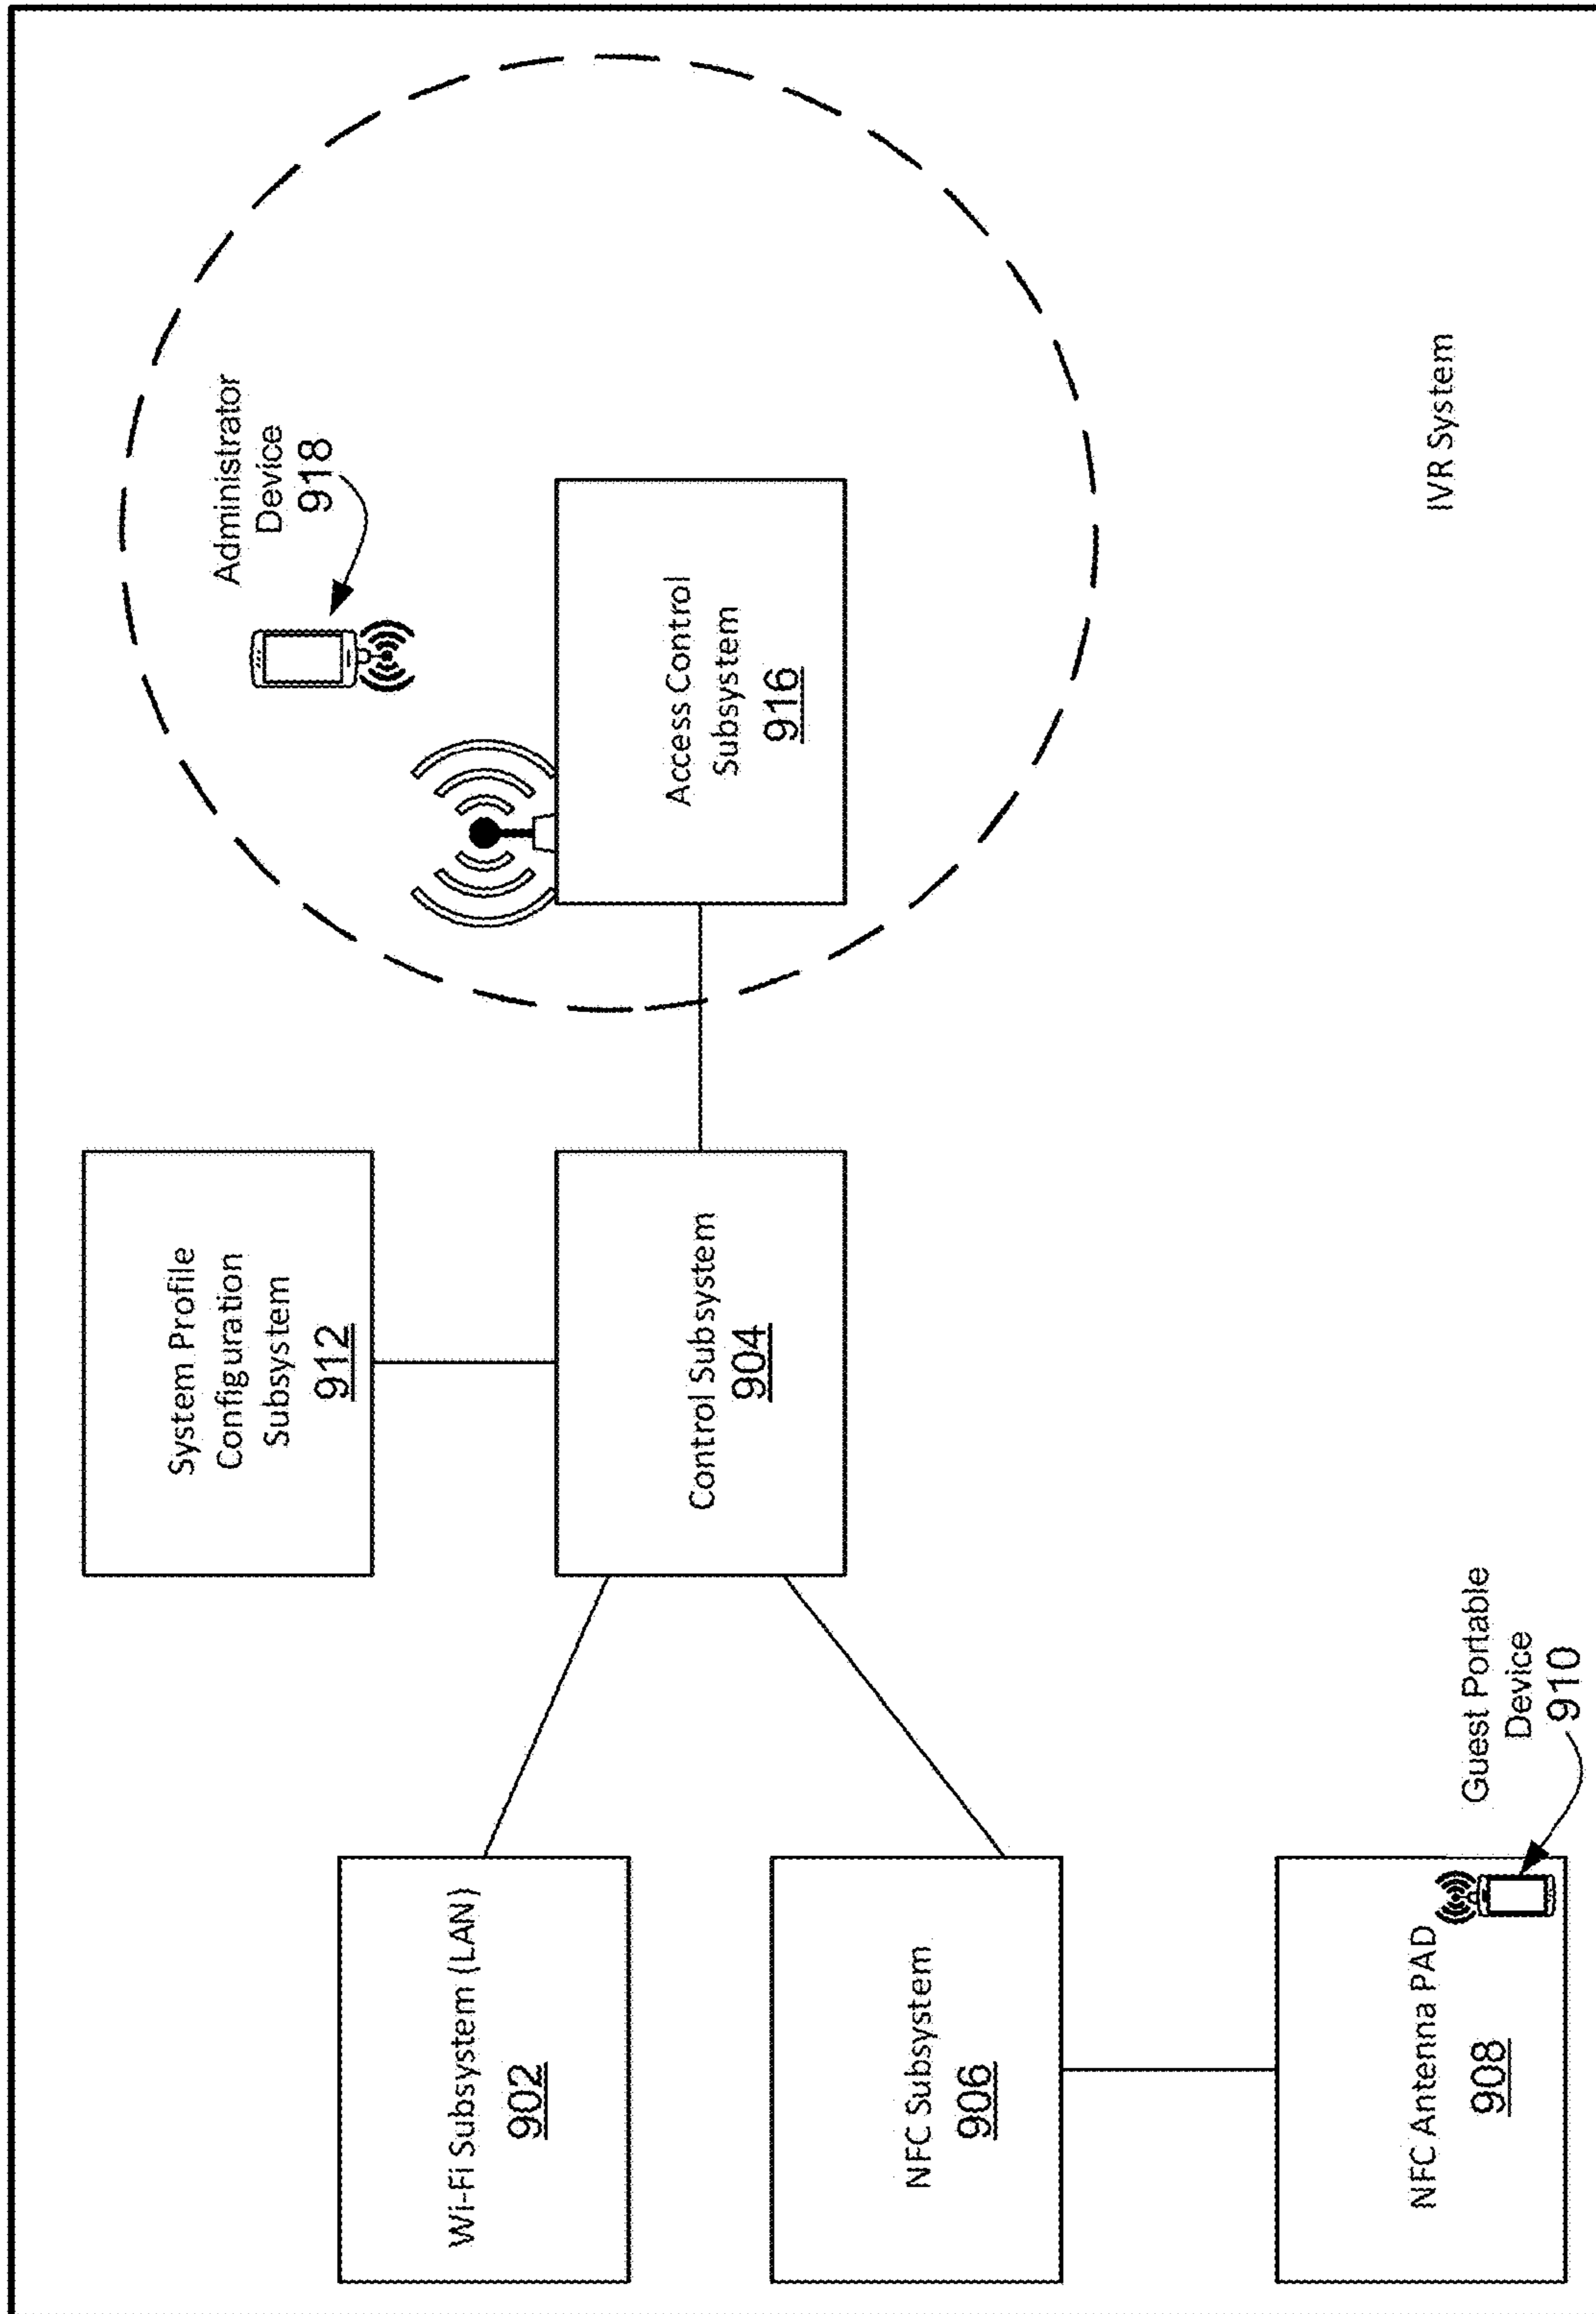 System Profile
Configuration
Subsystem
912
Administrator
Device
918
Wi-Fi Subsystem (LAN)
902
Control Subsystem
904
Access Control
Subsystem
916
NFC Subsystem
906
NFC Antenna PAD
908
Guest Portable
Device
910
IVR System